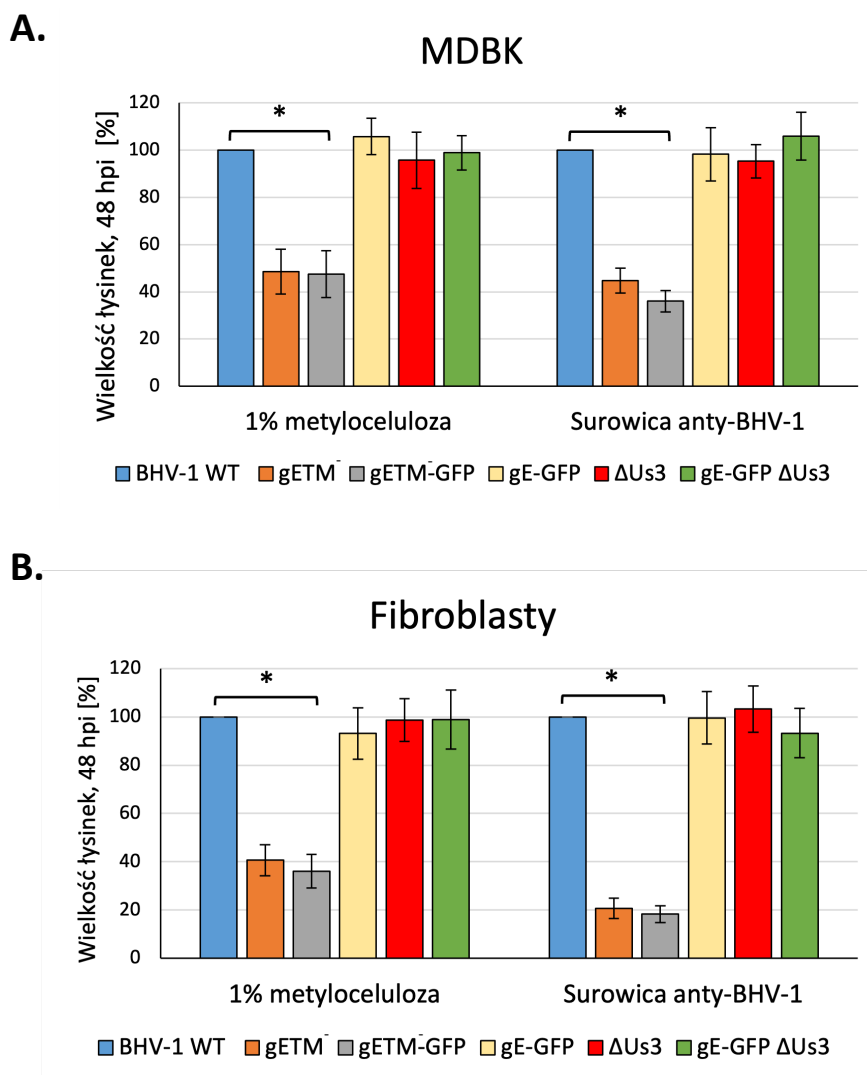 A.
MDBK
Wielkość łysinek, 48 hpi [%]
120
*
*
100
80
60
40
20
0
1% metyloceluloza
Surowica anty-BHV-1
BHV-1 WT gETM⁻ gETM⁻-GFP gE-GFP ΔUs3 gE-GFP ΔUs3
B.
Fibroblasty
Wielkość łysinek, 48 hpi [%]
120
*
*
100
80
60
40
20
0
1% metyloceluloza
Surowica anty-BHV-1
BHV-1 WT gETM⁻ gETM⁻-GFP gE-GFP ΔUs3 gE-GFP ΔUs3